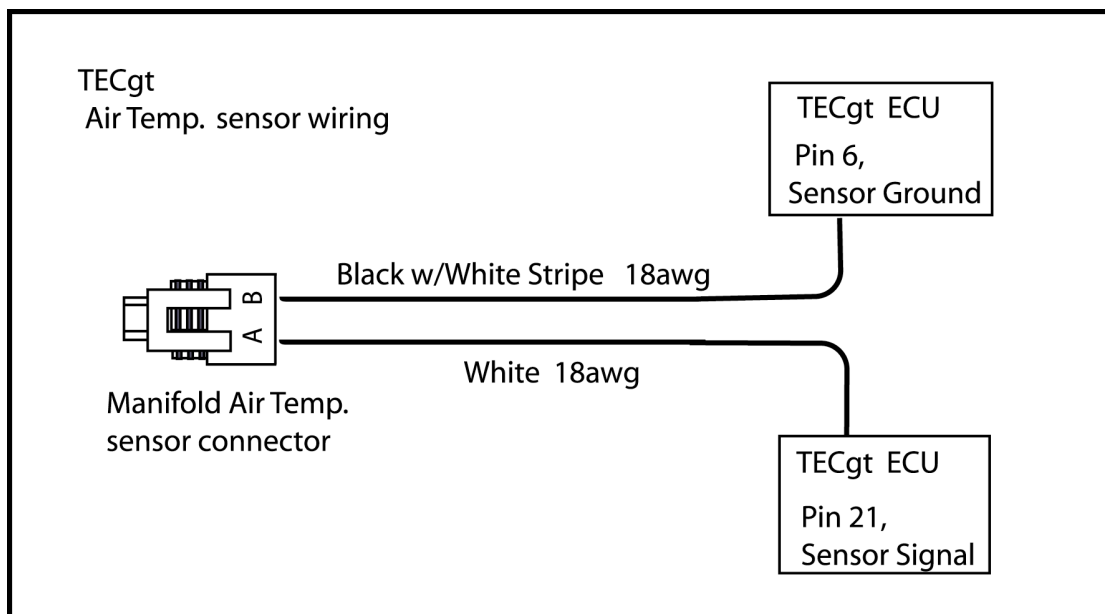 TECgt
Air Temp. sensor wiring
TECgt ECU
Pin 6,
Sensor Ground
Black w/White Stripe 18awg
B
A
White 18awg
Manifold Air Temp.
sensor connector
TECgt ECU
Pin 21,
Sensor Signal